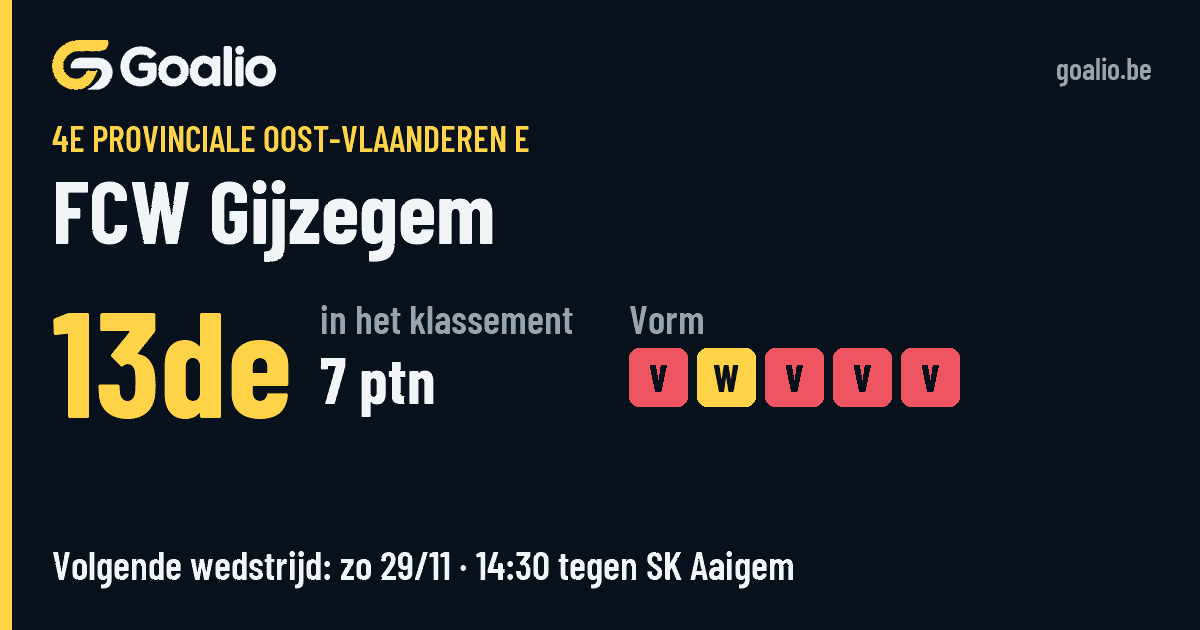 Goalio
goalio.be
4E PROVINCIALE OOST-VLAANDEREN E
FCW Gijzegem
13de
in het klassement
7 ptn
Vorm
V W V V V
Volgende wedstrijd: zo 29/11 · 14:30 tegen SK Aaigem